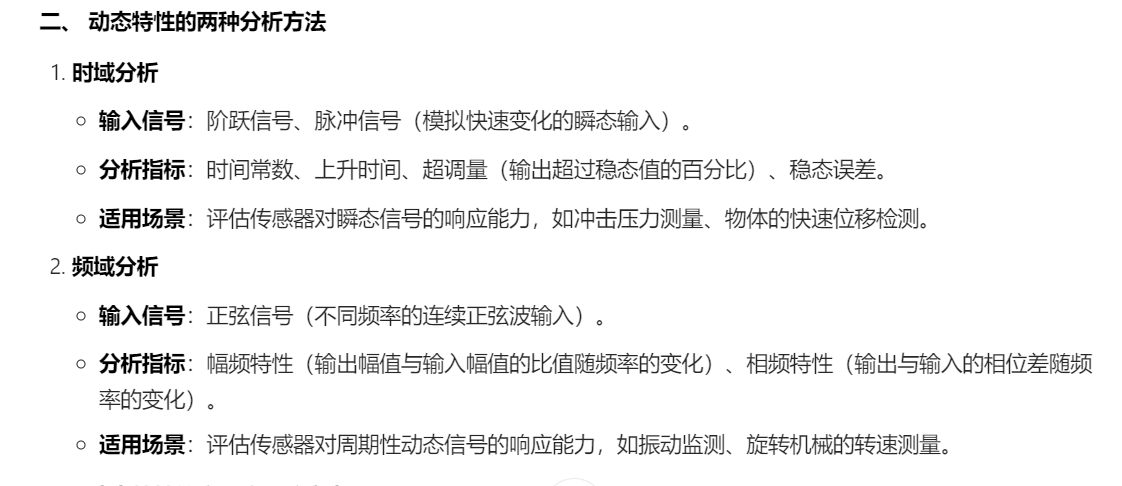 二、 动态特性的两种分析方法
1. 时域分析
输入信号：阶跃信号、脉冲信号（模拟快速变化的瞬态输入）。
分析指标：时间常数、上升时间、超调量（输出超过稳态值的百分比）、稳态误差。
适用场景：评估传感器对瞬态信号的响应能力，如冲击压力测量、物体的快速位移检测。
2. 频域分析
输入信号：正弦信号（不同频率的连续正弦波输入）。
分析指标：幅频特性（输出幅值与输入幅值的比值随频率的变化）、相频特性（输出与输入的相位差随频
率的变化）。
适用场景：评估传感器对周期性动态信号的响应能力，如振动监测、旋转机械的转速测量。